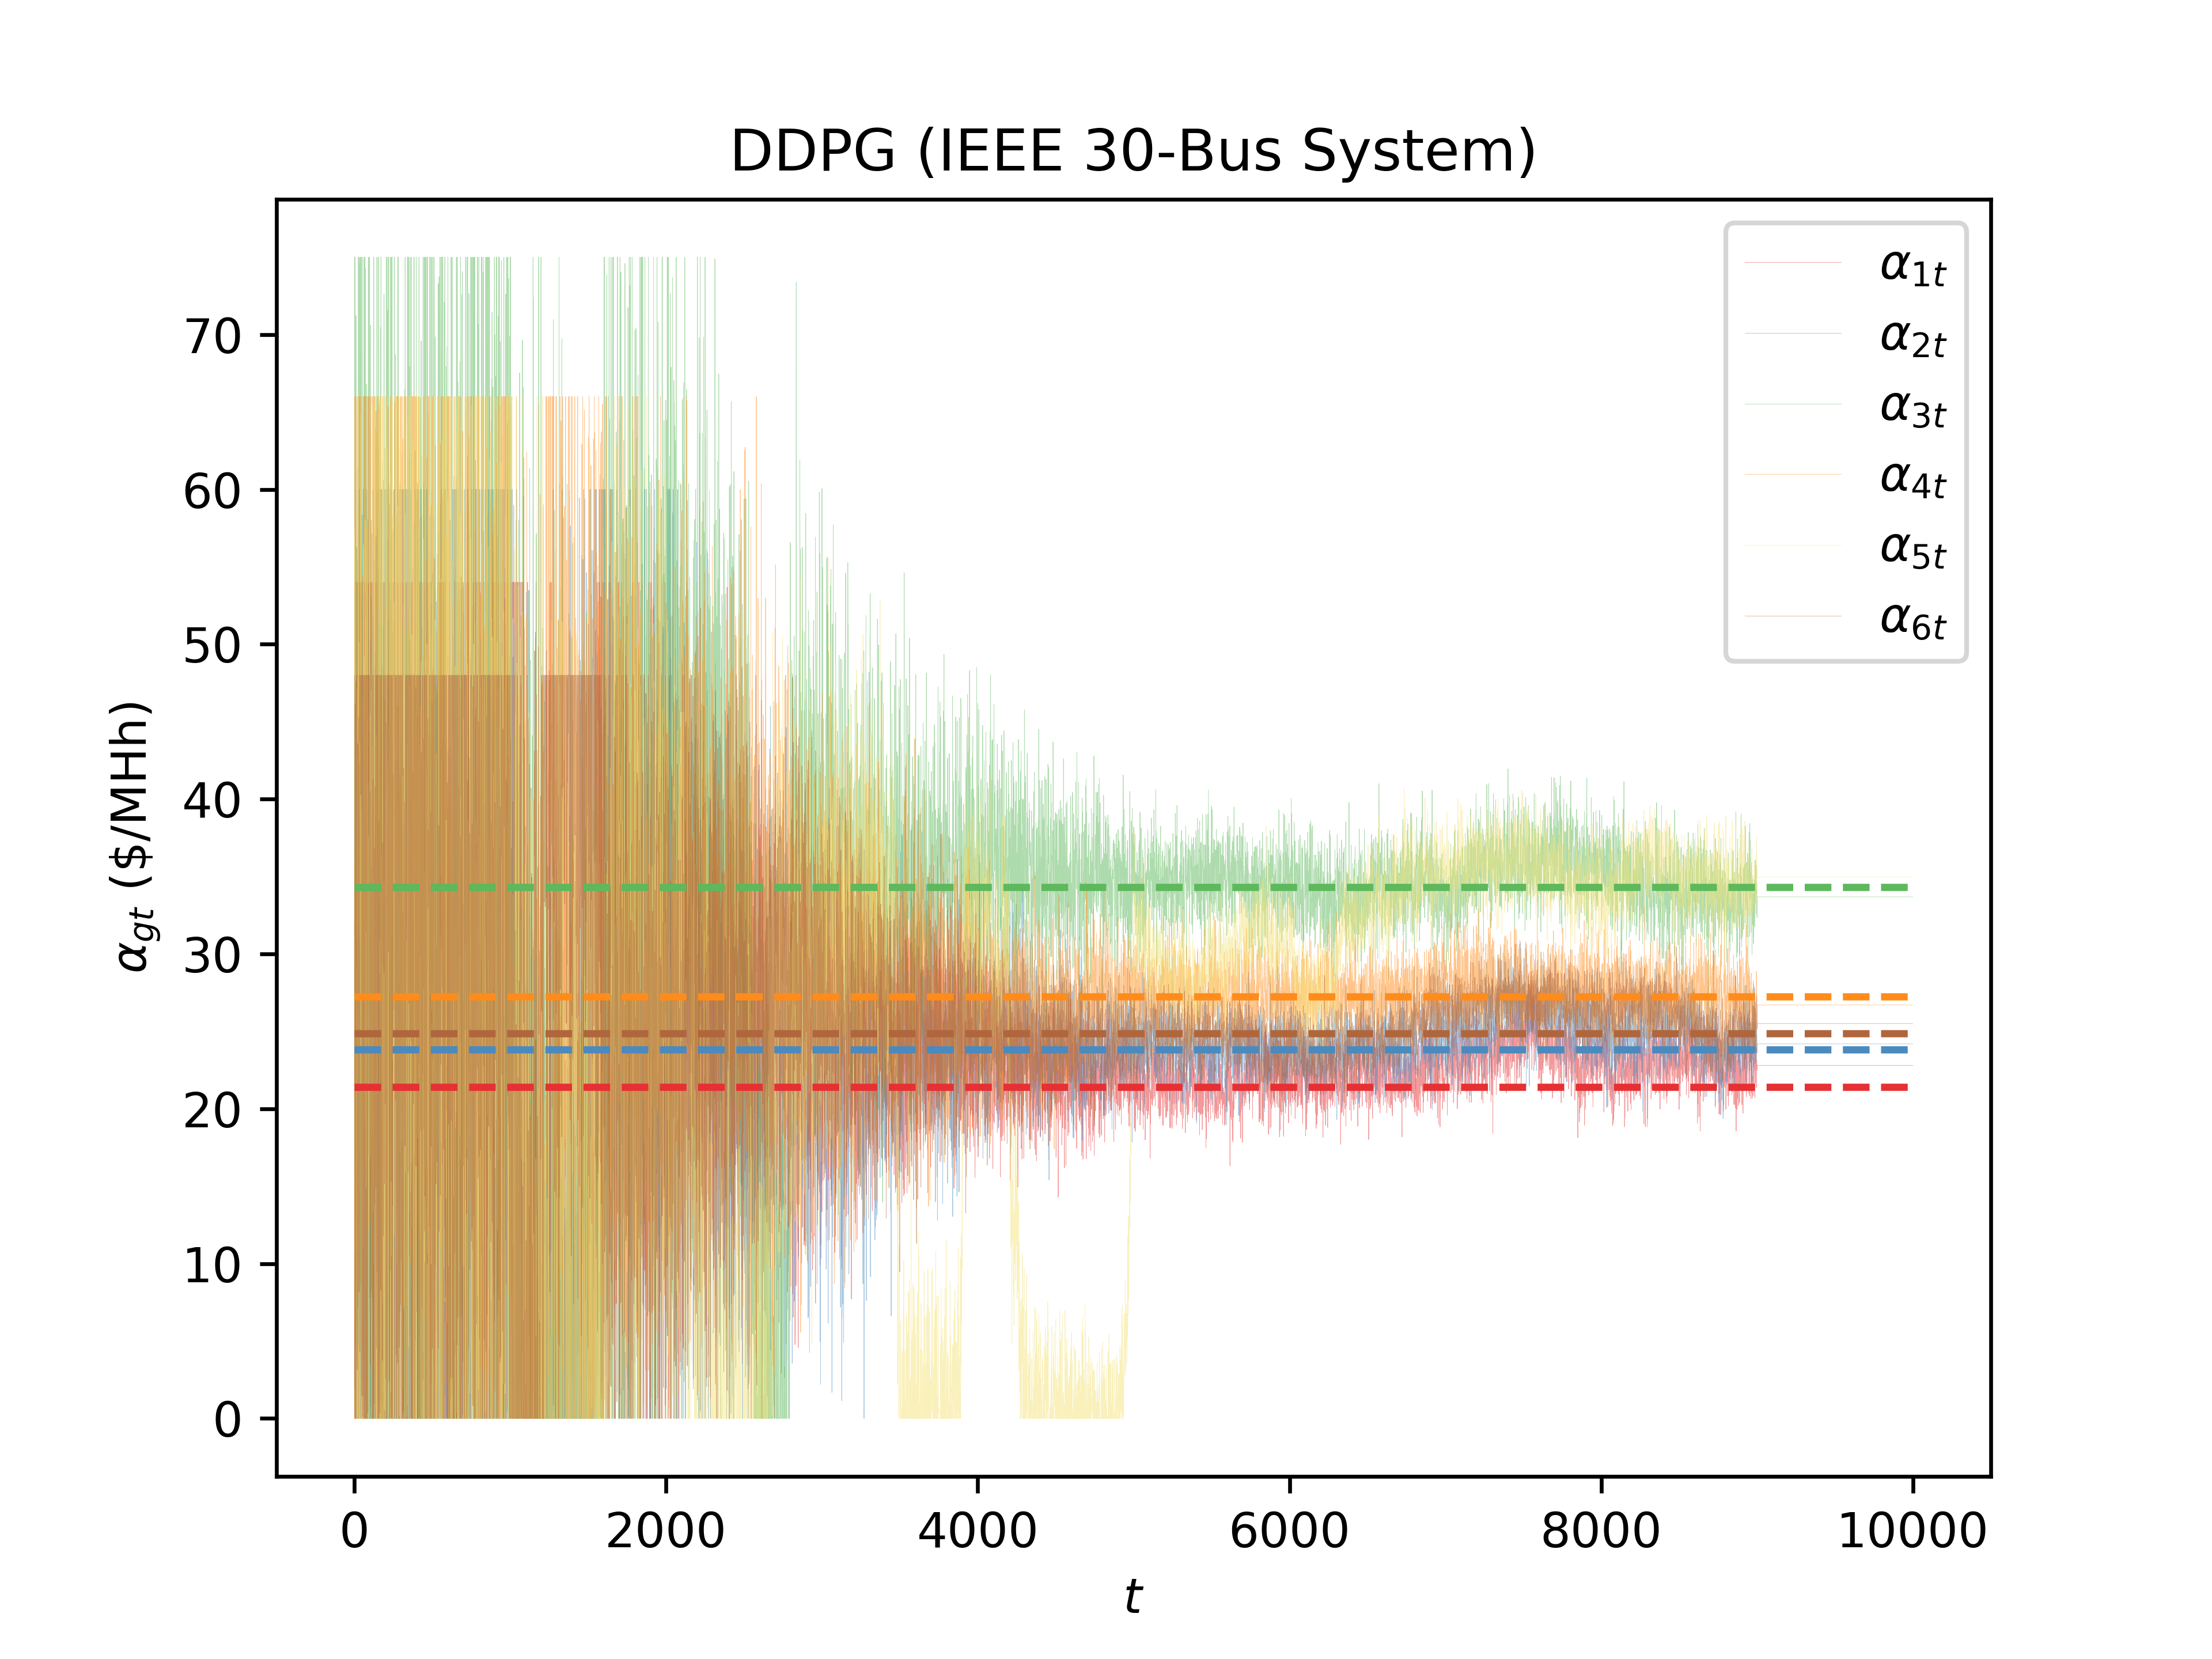 DDPG (IEEE 30-Bus System)
α1t
α2t
α3t
α4t
α5t
α6t
αgt ($/MHh)
70
60
50
40
30
20
10
0
0 2000 4000 6000 8000 10000
t